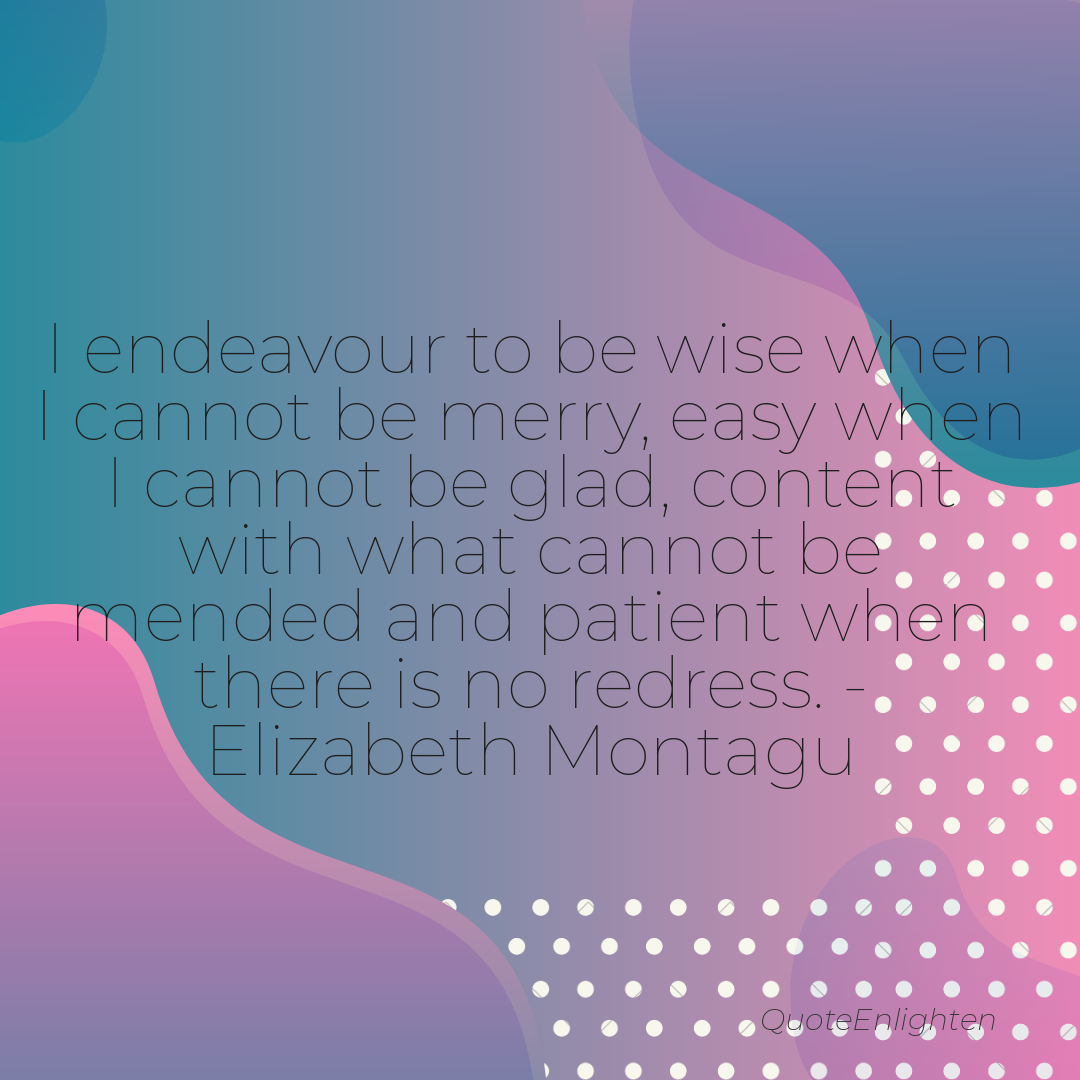 I endeavour to be wise when
I cannot be merry, easy when
I cannot be glad, content
with what cannot be
mended and patient when
there is no redress. -
Elizabeth Montagu
QuoteEnlighten